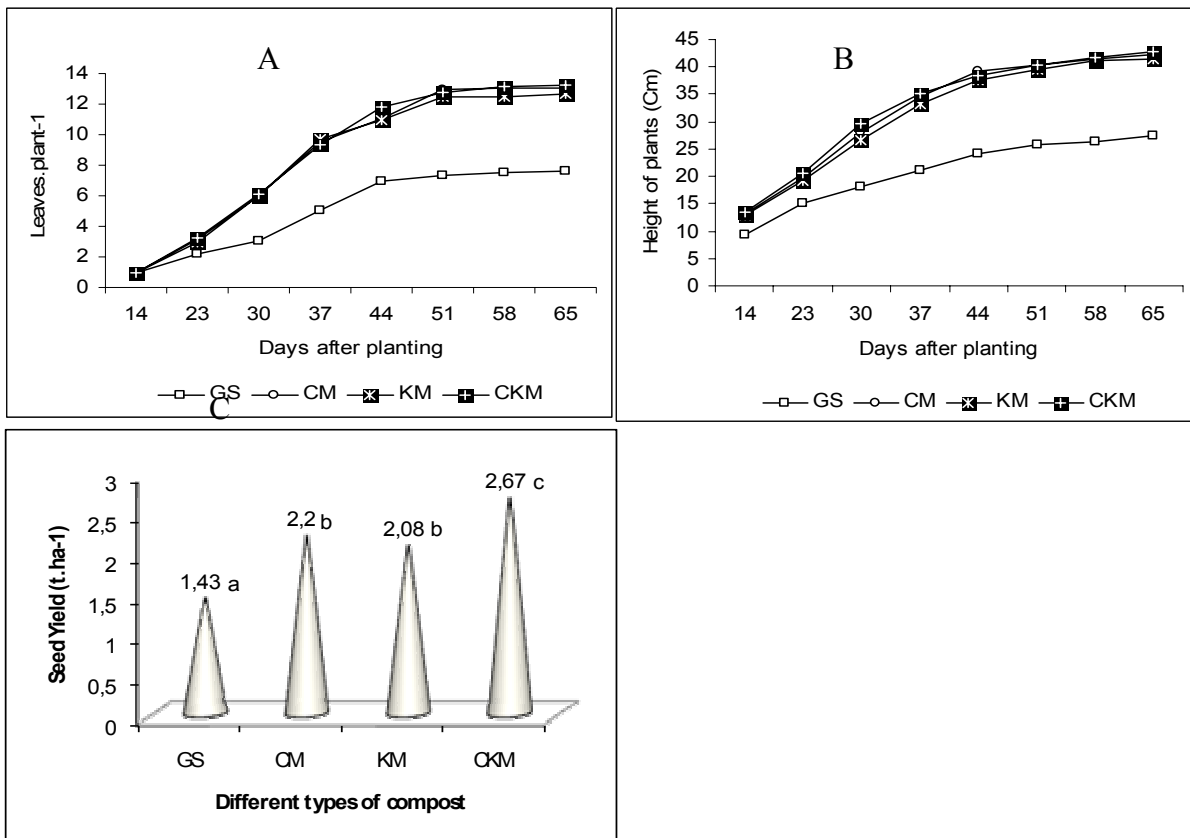 A
Leaves.plant-1
14
12
10
8
6
4
2
0
14 23 30 37 44 51 58 65
Days after planting
GS CM KM CKM
B
Height of plants (Cm)
45
40
35
30
25
20
15
10
5
0
14 23 30 37 44 51 58 65
Days after planting
GS CM KM CKM
C
Seed Yield (t.ha-1)
3
2,5
2
1,5
1
0,5
0
1,43 a
2,2 b
2,08 b
2,67 c
GS CM KM CKM
Different types of compost